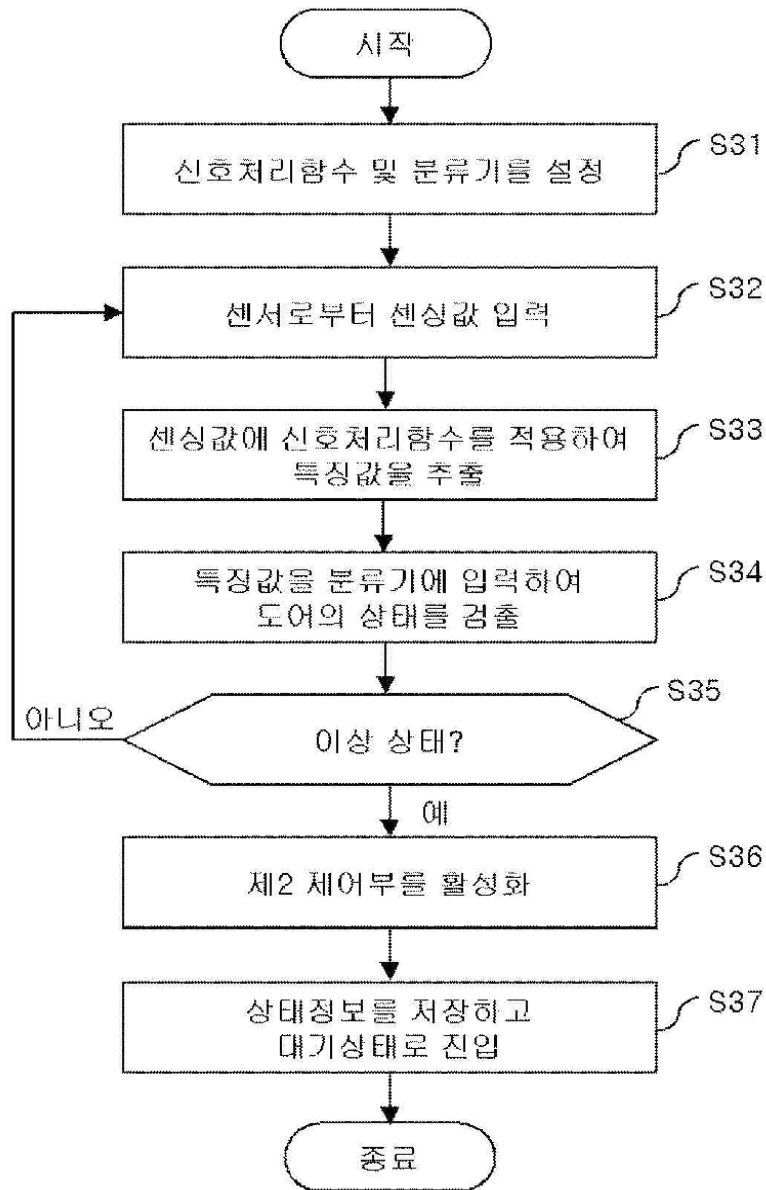 시작
신호처리함수 및 분류기를 설정
S31
센서로부터 센싱값 입력
S32
센싱값에 신호처리함수를 적용하여
특징값을 추출
S33
특징값을 분류기에 입력하여
도어의 상태를 검출
S34
이상 상태?
S35
아니오
예
제2 제어부를 활성화
S36
상태정보를 저장하고
대기상태로 진입
S37
종료